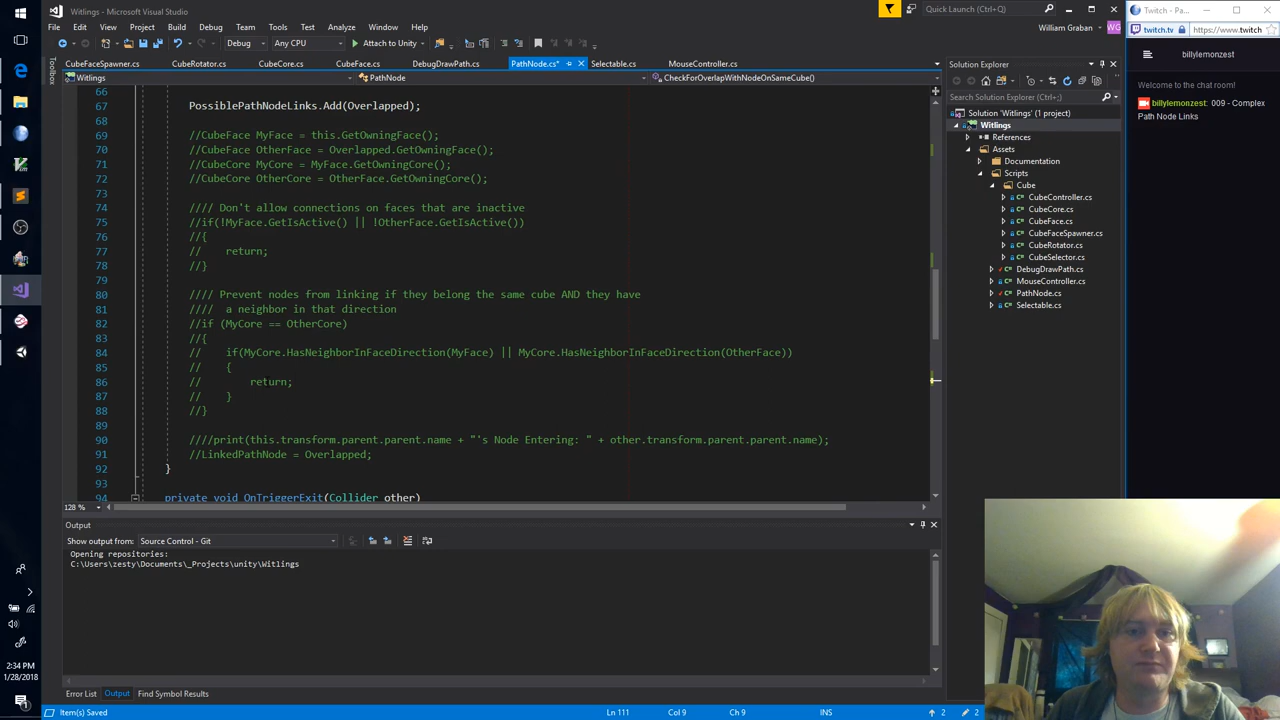 Witlings - Microsoft Visual Studio
Quick Launch (Ctrl+;)
File Edit View Project Build Debug Team Tools Test Analyze Window Help
William Graban WG
Debug Any CPU Attach to Unity
CubeFaceSpawner.cs CubeRotator.cs CubeCore.cs CubeFace.cs DebugDrawPath.cs PathNode.cs* Selectable.cs MouseController.cs
Witlings PathNode CheckForOverlapWithNodeOnSameCube()
Toolbox
66
67 PossiblePathNodeLinks.Add(Overlapped);
68
69 //CubeFace MyFace = this.GetOwningFace();
70 //CubeFace OtherFace = Overlapped.GetOwningFace();
71 //CubeCore MyCore = MyFace.GetOwningCore();
72 //CubeCore OtherCore = OtherFace.GetOwningCore();
73
74 //// Don't allow connections on faces that are inactive
75 //if(!MyFace.GetIsActive() || !OtherFace.GetIsActive())
76 //{
77 // return;
78 //}
79
80 //// Prevent nodes from linking if they belong the same cube AND they have
81 //// a neighbor in that direction
82 //if (MyCore == OtherCore)
83 //{
84 // if(MyCore.HasNeighborInFaceDirection(MyFace) || MyCore.HasNeighborInFaceDirection(OtherFace))
85 // {
86 // return;
87 // }
88 //}
89
90 ////print(this.transform.parent.parent.name + "'s Node Entering: " + other.transform.parent.parent.name);
91 //LinkedPathNode = Overlapped;
92 }
93
94 private void OnTriggerExit(Collider other)
128 %
Output
Show output from: Source Control - Git
Opening repositories:
C:\Users\zesty\Documents\_Projects\unity\Witlings
Error List Output Find Symbol Results
Item(s) Saved Ln 111 Col 9 Ch 9 INS 2 2
Solution Explorer
Search Solution Explorer (Ctrl+;)
Solution 'Witlings' (1 project)
Witlings
References
Assets
Documentation
Scripts
Cube
CubeController.cs
CubeCore.cs
CubeFace.cs
CubeFaceSpawner.cs
CubeRotator.cs
CubeSelector.cs
DebugDrawPath.cs
MouseController.cs
PathNode.cs
Selectable.cs
Twitch - Pa...
twitch.tv https://www.twitch
billylemonzest
Welcome to the chat room!
billylemonzest: 009 - Complex
Path Node Links
2:34 PM
1/28/2018